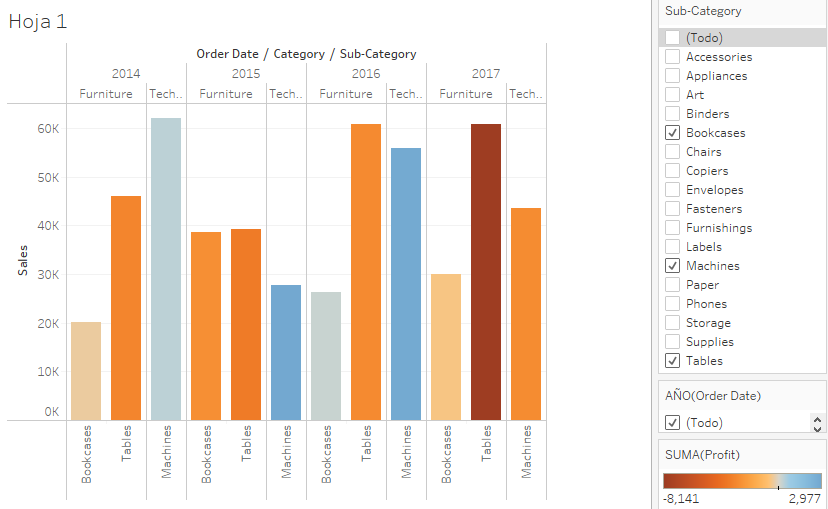 Hoja 1
Order Date / Category / Sub-Category
2014 2015 2016 2017
Furniture Tech.. Furniture Tech.. Furniture Tech.. Furniture Tech..
60K
50K
40K
30K
20K
10K
0K
Sales
Bookcases Tables Machines Bookcases Tables Machines Bookcases Tables Machines Bookcases Tables Machines
Sub-Category
(Todo)
Accessories
Appliances
Art
Binders
Bookcases
Chairs
Copiers
Envelopes
Fasteners
Furnishings
Labels
Machines
Paper
Phones
Storage
Supplies
Tables
AÑO(Order Date)
(Todo)
SUMA(Profit)
-8,141 2,977